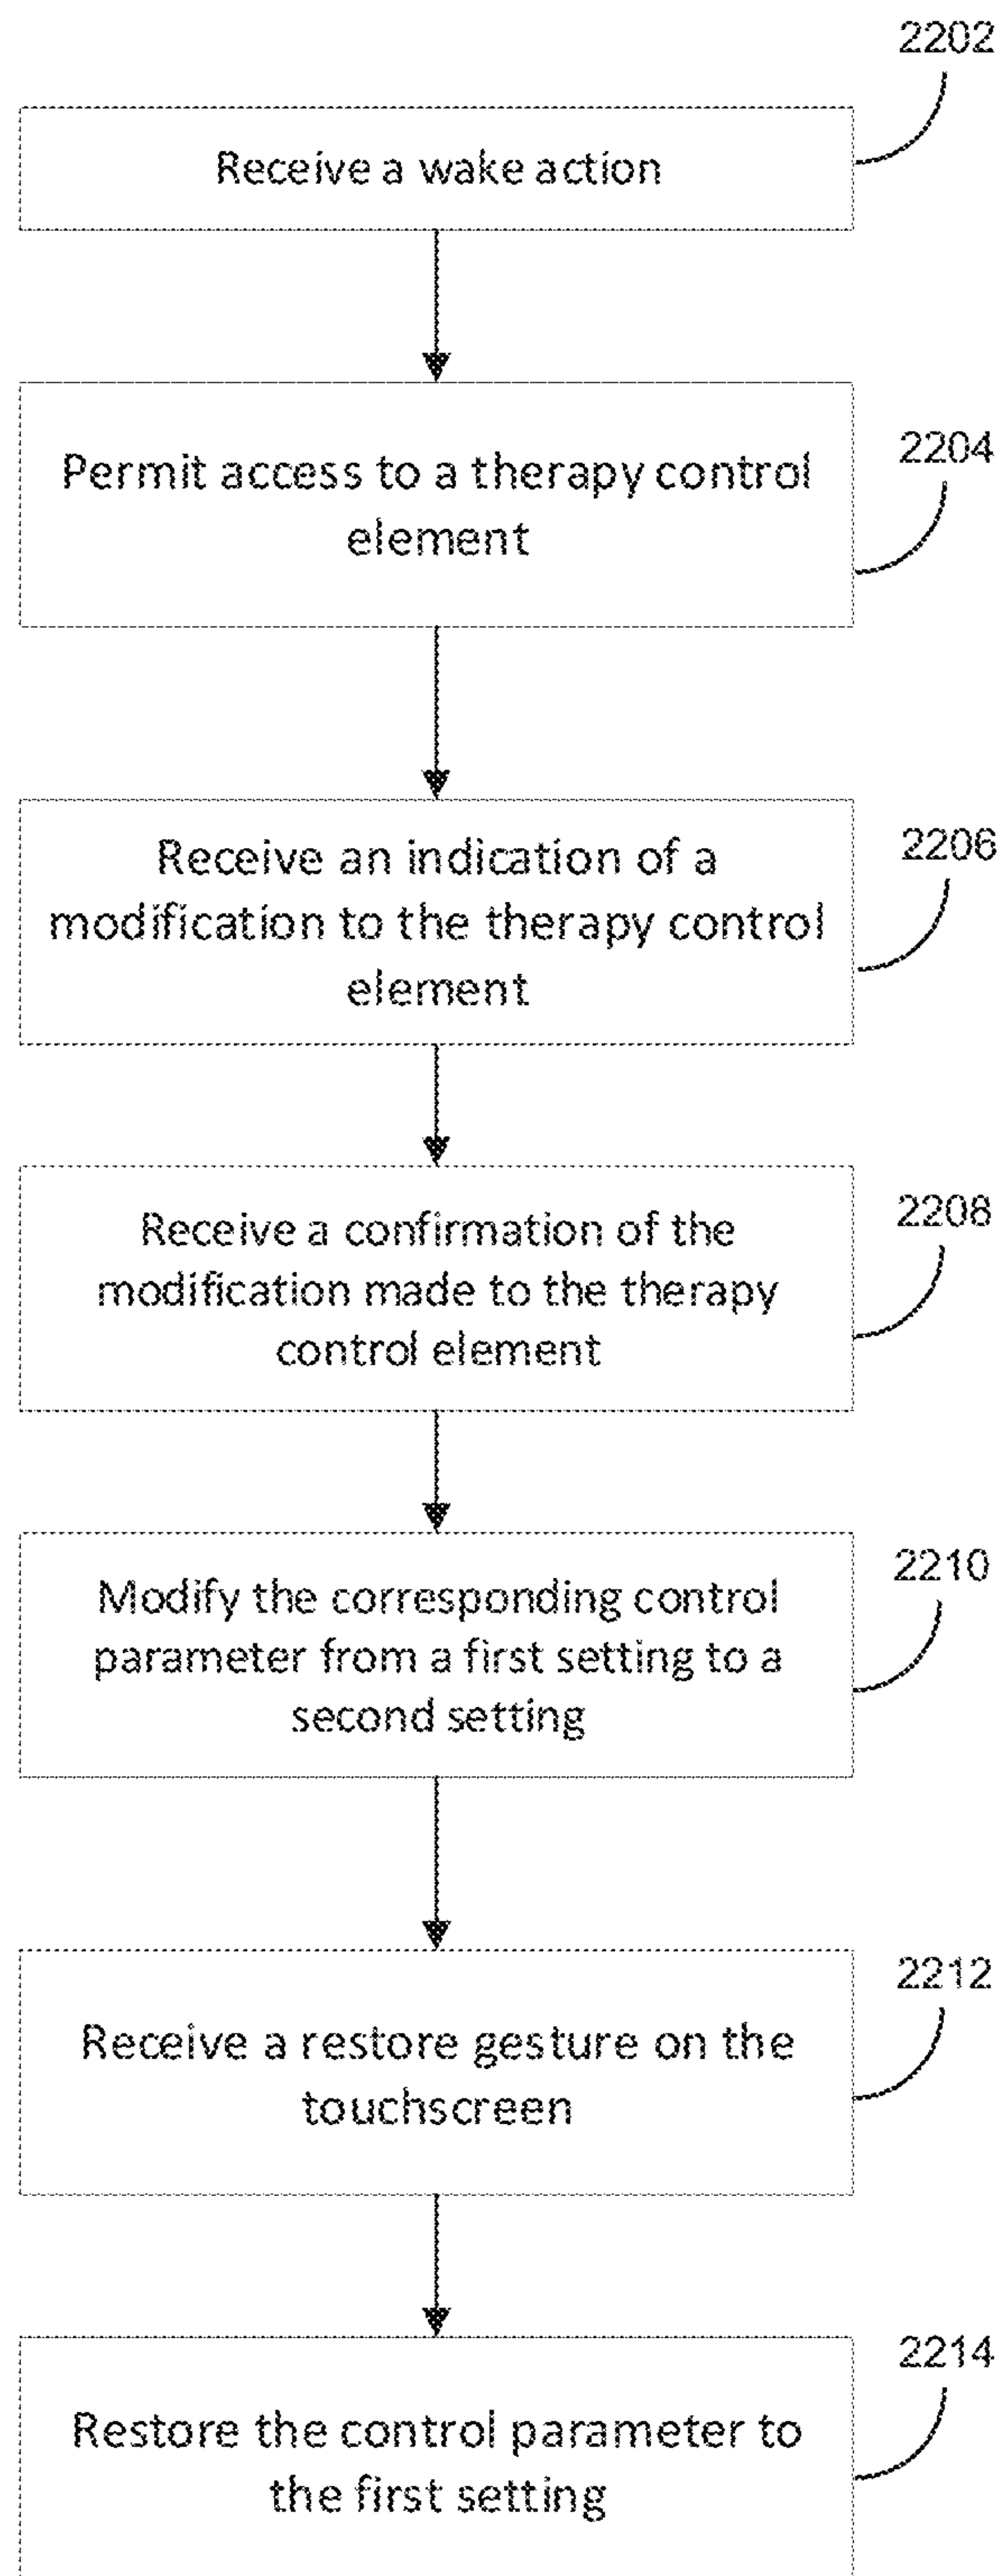 2202
Receive a wake action
2204
Permit access to a therapy control
element
2206
Receive an indication of a
modification to the therapy control
element
2208
Receive a confirmation of the
modification made to the therapy
control element
2210
Modify the corresponding control
parameter from a first setting to a
second setting
2212
Receive a restore gesture on the
touchscreen
2214
Restore the control parameter to
the first setting